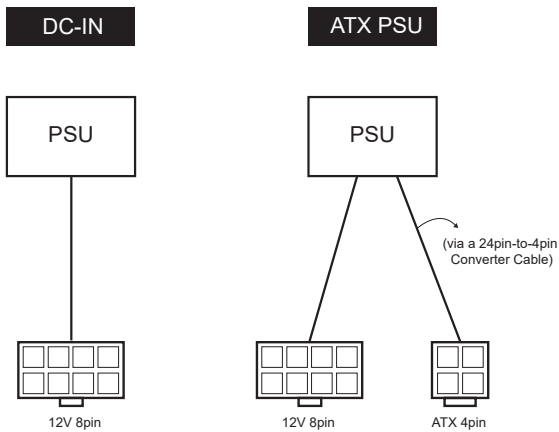 DC-IN
PSU
12V 8pin
ATX PSU
PSU
(via a 24pin-to-4pin
Converter Cable)
12V 8pin
ATX 4pin